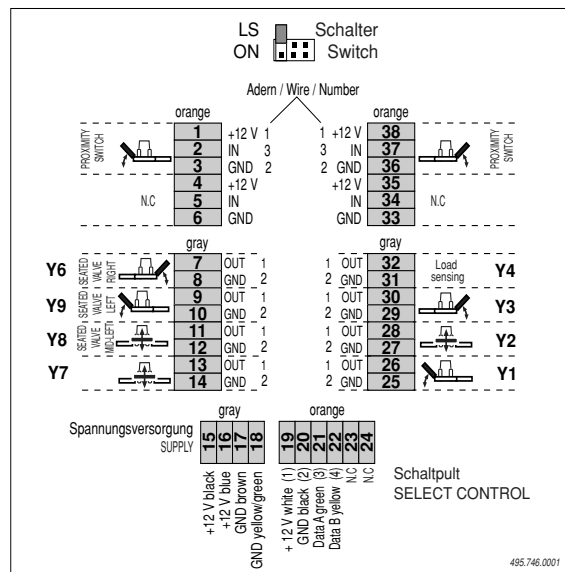 LS Schalter
ON Switch
Adern / Wire / Number
orange orange
PROXIMITY SWITCH 1 +12 V 1 1 +12 V 38 PROXIMITY SWITCH
2 IN 3 3 IN 37
3 GND 2 2 GND 36
N.C 4 +12 V +12 V 35 N.C
5 IN IN 34
6 GND GND 33
gray gray
Y6 SEATED VALVE RIGHT 7 OUT 1 1 OUT 32 Load sensing Y4
8 GND 2 2 GND 31
Y9 SEATED VALVE LEFT 9 OUT 1 1 OUT 30 Y3
10 GND 2 2 GND 29
Y8 SEATED VALVE MID-LEFT 11 OUT 1 1 OUT 28 Y2
12 GND 2 2 GND 27
Y7 13 OUT 1 1 OUT 26 Y1
14 GND 2 2 GND 25
gray orange
Spannungsversorgung
SUPPLY
15 16 17 18 19 20 21 22 23 24
+12 V black
+12 V blue
GND brown
GND yellow/green
+ 12 V white (1)
GND black (2)
Data A green (3)
Data B yellow (4)
N.C
N.C
Schaltpult
SELECT CONTROL
495.746.0001